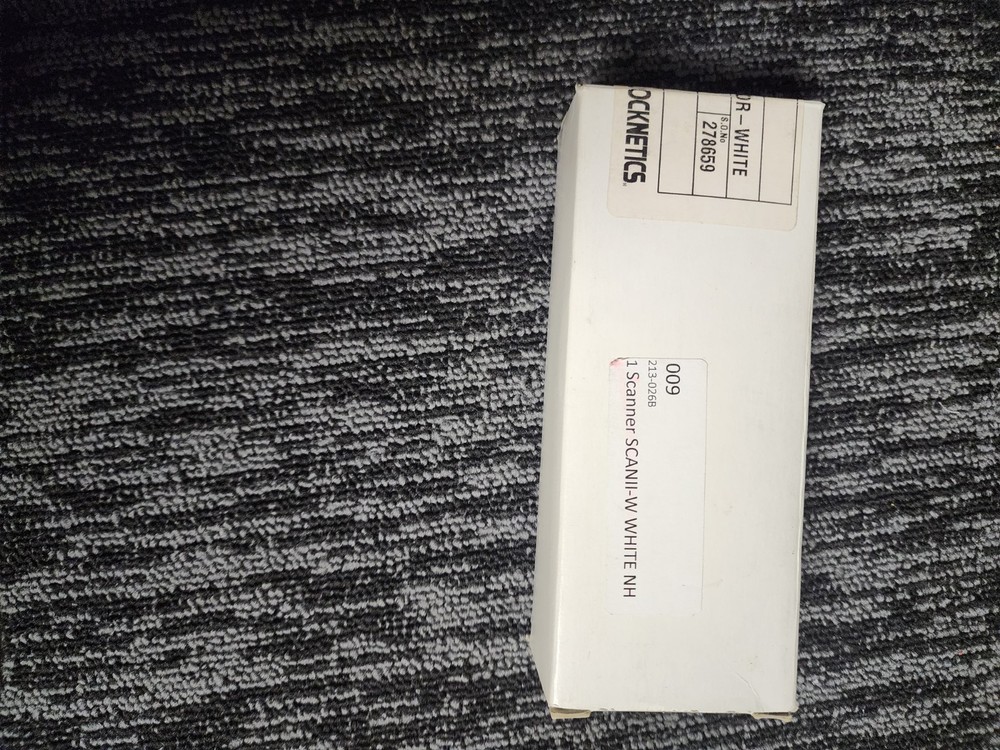 OR – WHITE
S.O.No
278659
OCKNETICS
009
213-026B
1 Scanner SCANII-W WHITE NH